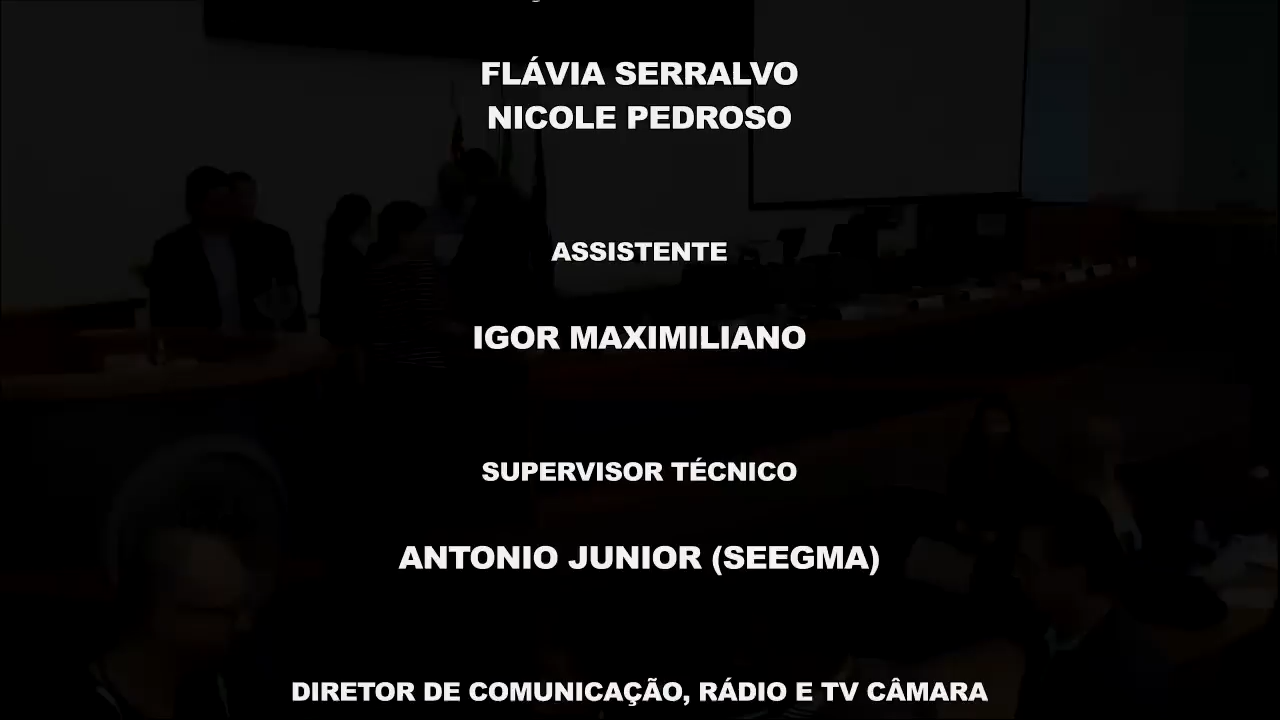 FLÁVIA SERRALVO
NICOLE PEDROSO
ASSISTENTE
IGOR MAXIMILIANO
SUPERVISOR TÉCNICO
ANTONIO JUNIOR (SEEGMA)
DIRETOR DE COMUNICAÇÃO, RÁDIO E TV CÂMARA